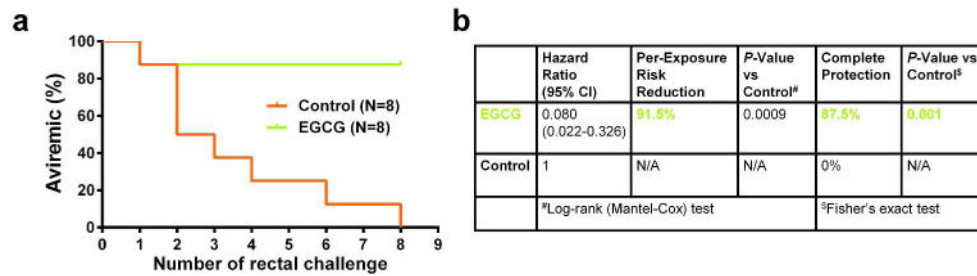 a
100
80
60
40
20
0
Aviremic (%)
Control (N=8)
EGCG (N=8)
0 1 2 3 4 5 6 7 8 9
Number of rectal challenge
b
Hazard Ratio (95% CI)
Per-Exposure Risk Reduction
P-Value vs Control#
Complete Protection
P-Value vs Control$
EGCG
0.080 (0.022-0.326)
91.5%
0.0009
87.5%
0.001
Control
1
N/A
N/A
0%
N/A
#Log-rank (Mantel-Cox) test
$Fisher's exact test